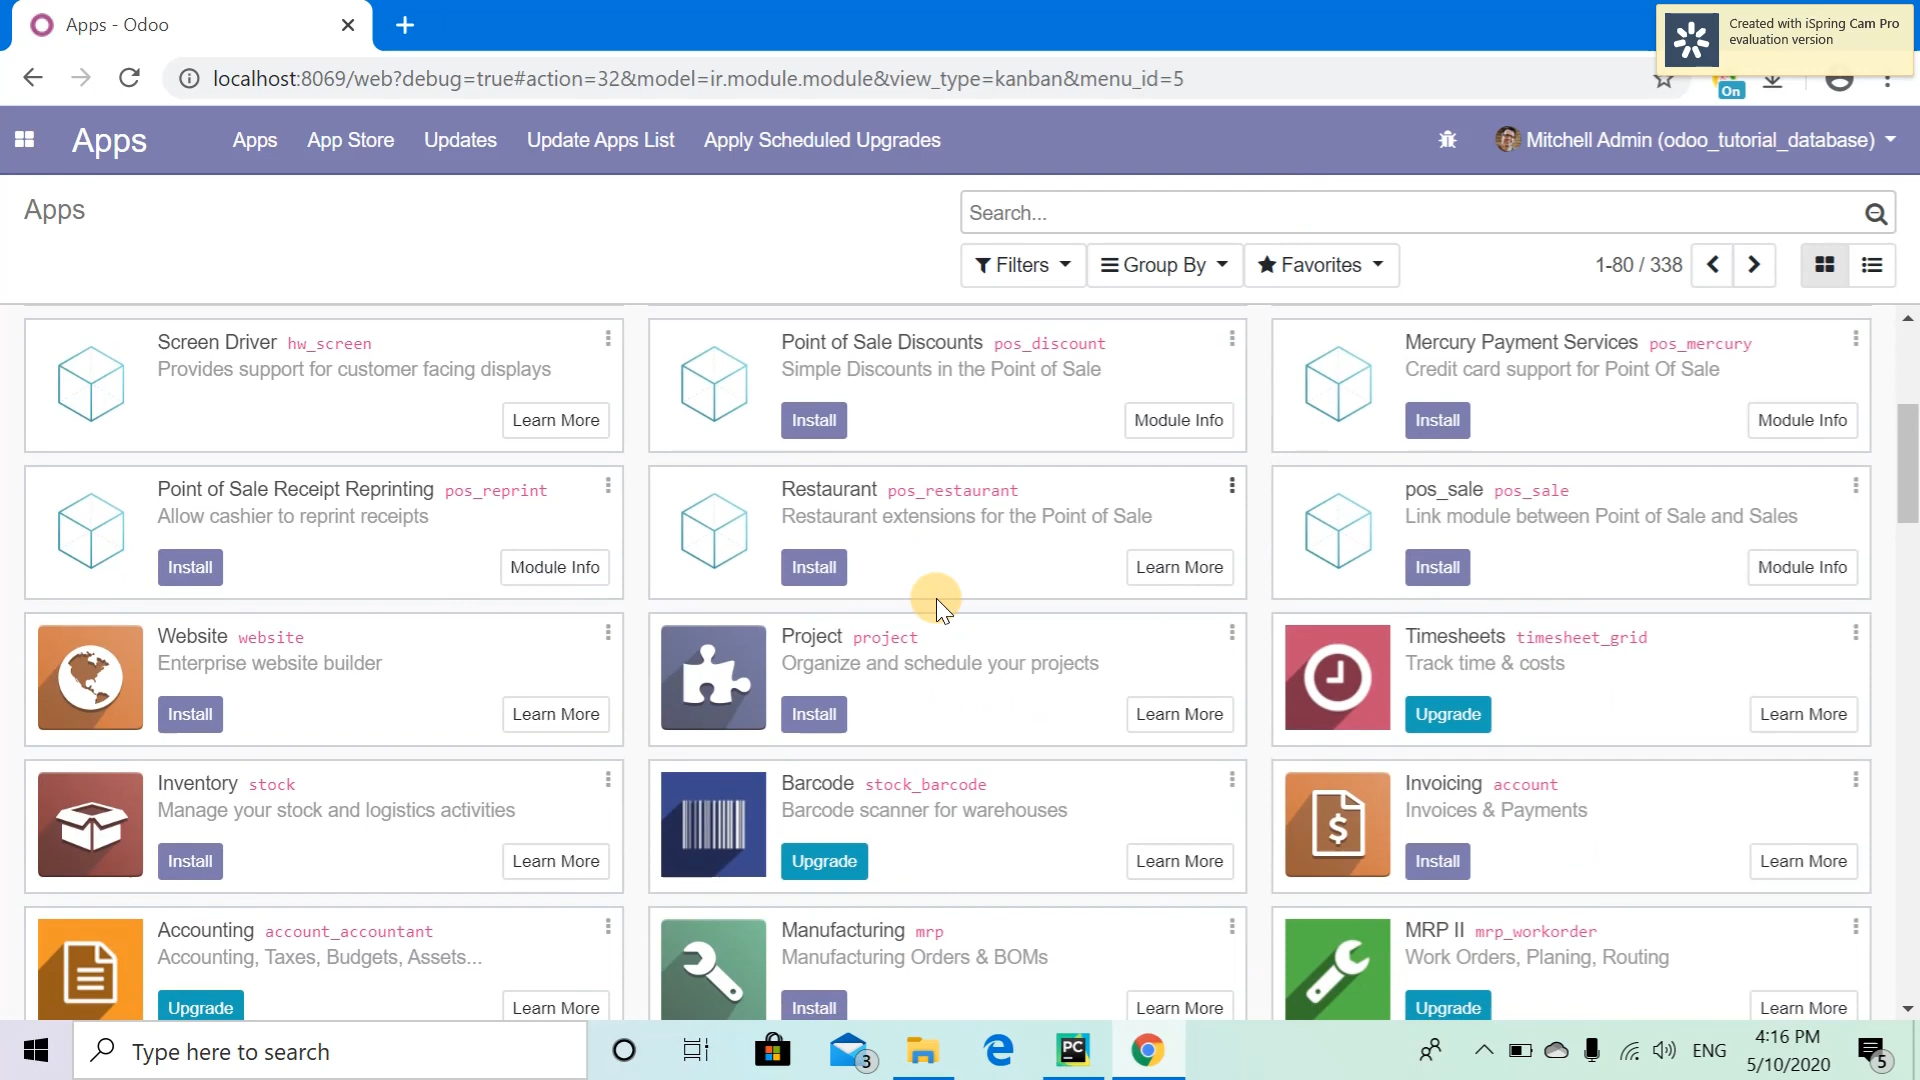 Apps - Odoo
Created with iSpring Cam Pro
evaluation version
localhost:8069/web?debug=true#action=32&model=ir.module.module&view_type=kanban&menu_id=5
On
Apps
Apps
App Store
Updates
Update Apps List
Apply Scheduled Upgrades
Mitchell Admin (odoo_tutorial_database)
Apps
Search...
Filters
Group By
Favorites
1-80 / 338
Screen Driver hw_screen
Provides support for customer facing displays
Learn More
Point of Sale Discounts pos_discount
Simple Discounts in the Point of Sale
Install
Module Info
Mercury Payment Services pos_mercury
Credit card support for Point Of Sale
Install
Module Info
Point of Sale Receipt Reprinting pos_reprint
Allow cashier to reprint receipts
Install
Module Info
Restaurant pos_restaurant
Restaurant extensions for the Point of Sale
Install
Learn More
pos_sale pos_sale
Link module between Point of Sale and Sales
Install
Module Info
Website website
Enterprise website builder
Install
Learn More
Project project
Organize and schedule your projects
Install
Learn More
Timesheets timesheet_grid
Track time & costs
Upgrade
Learn More
Inventory stock
Manage your stock and logistics activities
Install
Learn More
Barcode stock_barcode
Barcode scanner for warehouses
Upgrade
Learn More
Invoicing account
Invoices & Payments
Install
Learn More
Accounting account_accountant
Accounting, Taxes, Budgets, Assets...
Upgrade
Learn More
Manufacturing mrp
Manufacturing Orders & BOMs
Install
Learn More
MRP II mrp_workorder
Work Orders, Planing, Routing
Upgrade
Learn More
Type here to search
3
PC
ENG
4:16 PM
5/10/2020
5